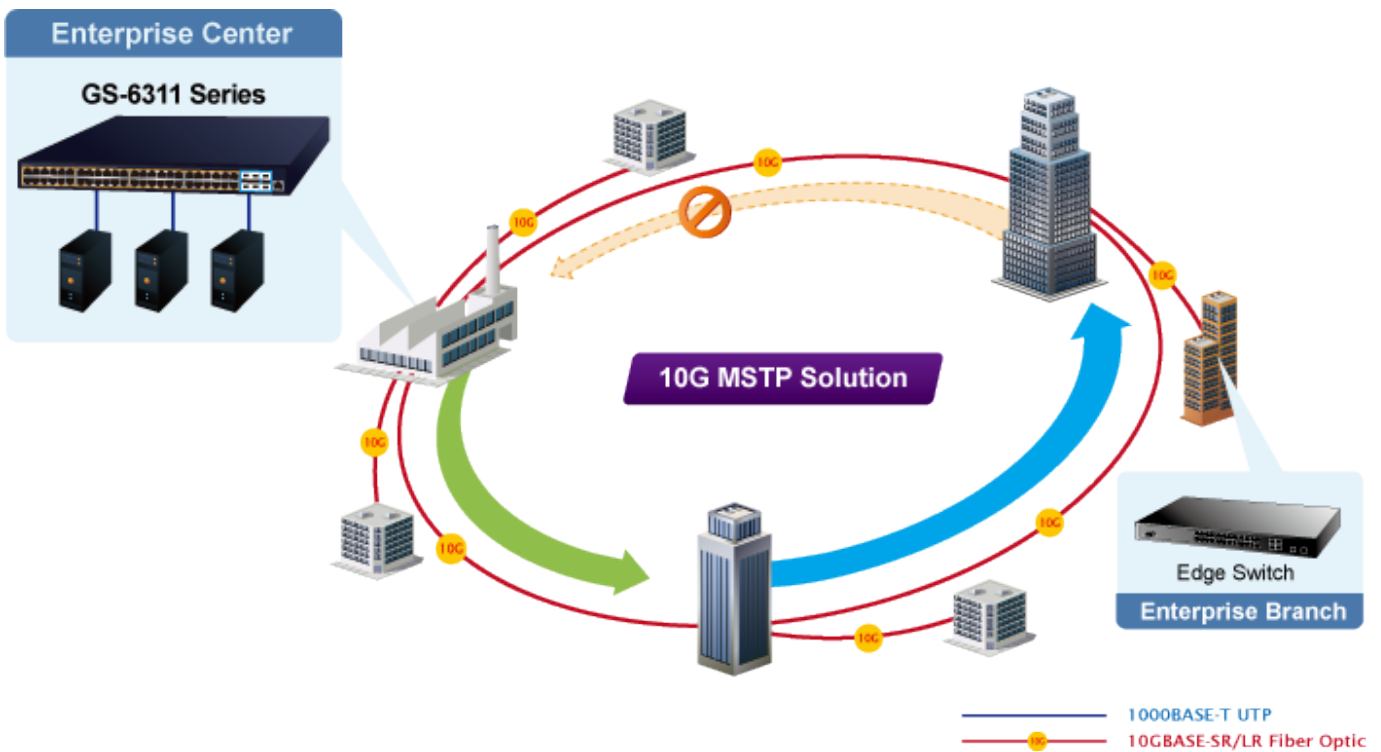 Enterprise Center
GS-6311 Series
10G
10G
10G
10G MSTP Solution
10G
10G
10G
10G
Edge Switch
Enterprise Branch
1000BASE-T UTP
10G
10GBASE-SR/LR Fiber Optic